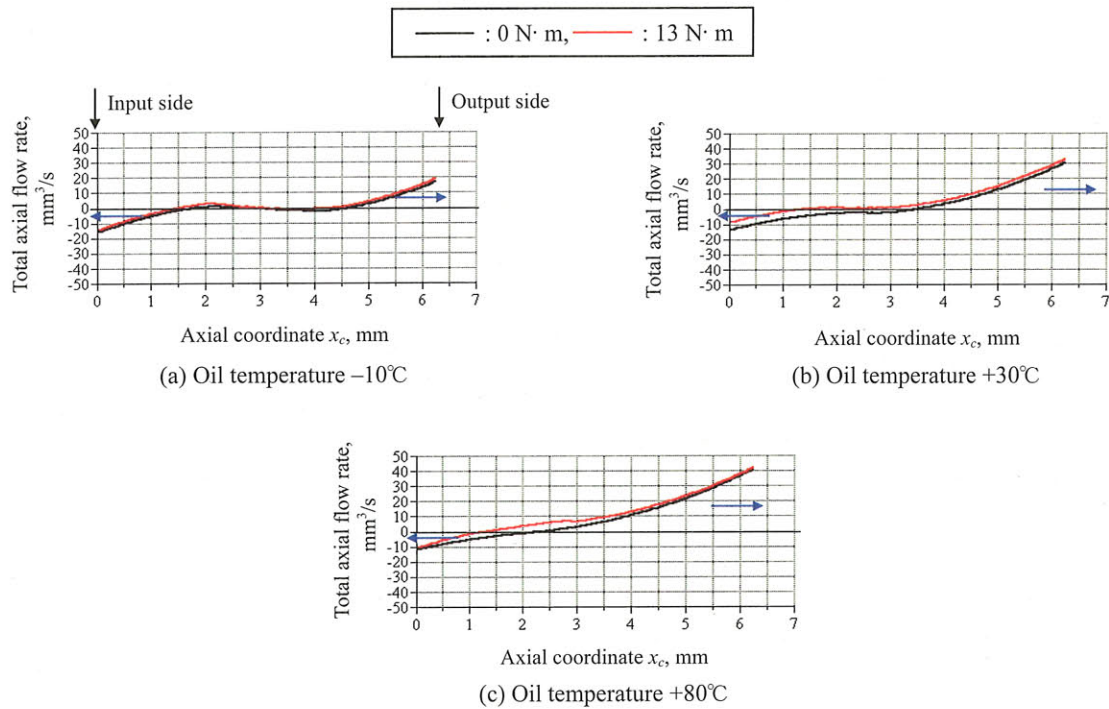 : 0 N· m, : 13 N· m
Input side
Output side
Total axial flow rate,
mm³/s
50
40
30
20
10
0
-10
-20
-30
-40
-50
0 1 2 3 4 5 6 7
Axial coordinate xc, mm
(a) Oil temperature –10℃
Total axial flow rate,
mm³/s
50
40
30
20
10
0
-10
-20
-30
-40
-50
0 1 2 3 4 5 6 7
Axial coordinate xc, mm
(b) Oil temperature +30℃
Total axial flow rate,
mm³/s
50
40
30
20
10
0
-10
-20
-30
-40
-50
0 1 2 3 4 5 6 7
Axial coordinate xc, mm
(c) Oil temperature +80℃